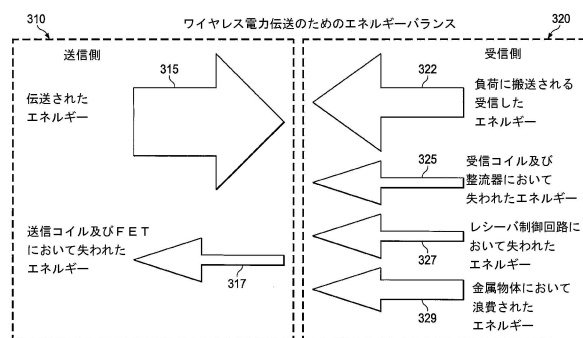 ワイヤレス電力伝送のためのエネルギーバランス
310
320
送信側
315
伝送された
エネルギー
送信コイル及びFET
において失われた
エネルギー
317
受信側
322
負荷に搬送される
受信した
エネルギー
325
受信コイル及び
整流器において
失われたエネルギー
327
レシーバ制御回路に
おいて失われた
エネルギー
329
金属物体において
浪費された
エネルギー